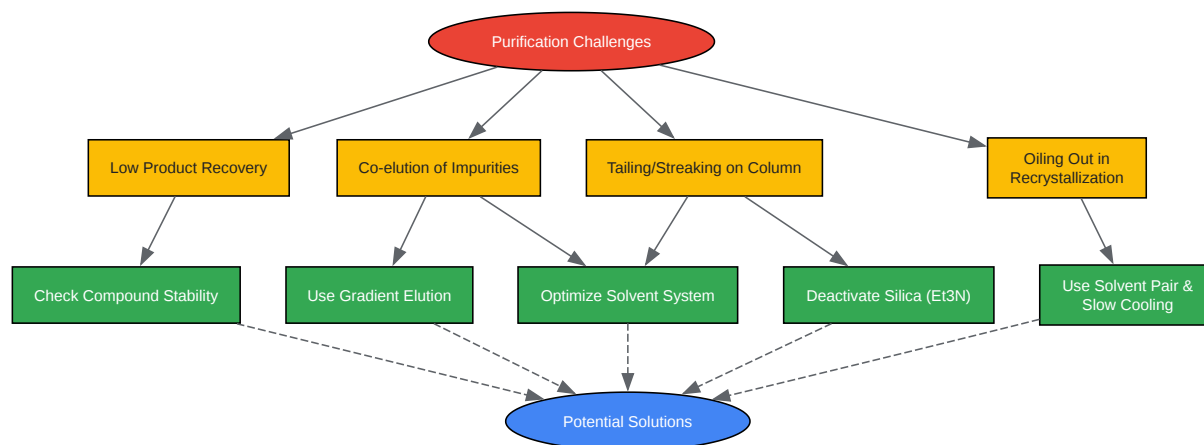 Purification Challenges
Low Product Recovery
Co-elution of Impurities
Tailing/Streaking on Column
Oiling Out in
Recrystallization
Check Compound Stability
Use Gradient Elution
Optimize Solvent System
Deactivate Silica (Et3N)
Use Solvent Pair &
Slow Cooling
Potential Solutions